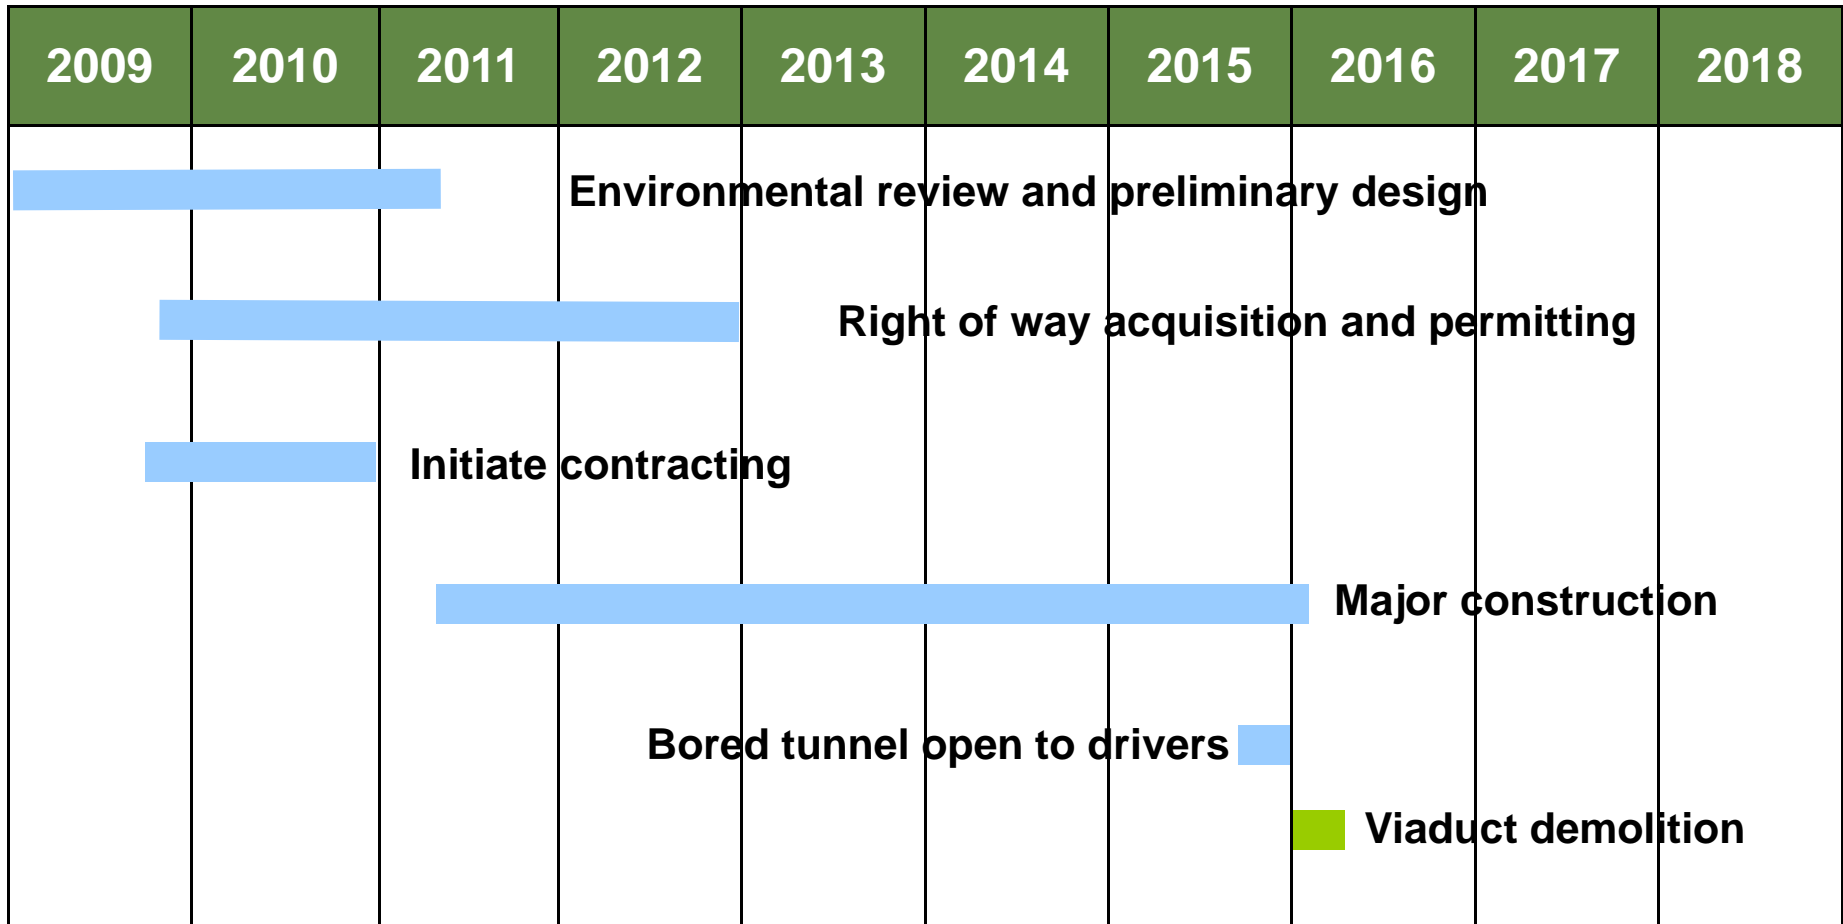 2009 2010 2011 2012 2013 2014 2015 2016 2017 2018
Environmental review and preliminary design
Right of way acquisition and permitting
Initiate contracting
Major construction
Bored tunnel open to drivers
Viaduct demolition